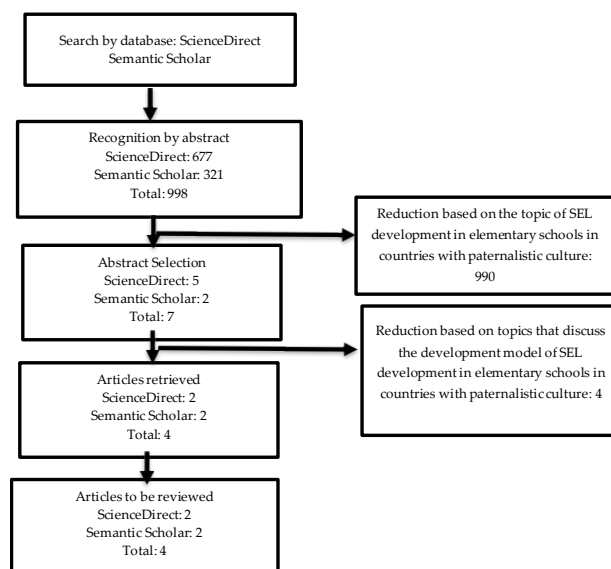 Search by database: ScienceDirect
Semantic Scholar
Recognition by abstract
ScienceDirect: 677
Semantic Scholar: 321
Total: 998
Reduction based on the topic of SEL
development in elementary schools in
countries with paternalistic culture:
990
Abstract Selection
ScienceDirect: 5
Semantic Scholar: 2
Total: 7
Reduction based on topics that discuss
the development model of SEL
development in elementary schools in
countries with paternalistic culture: 4
Articles retrieved
ScienceDirect: 2
Semantic Scholar: 2
Total: 4
Articles to be reviewed
ScienceDirect: 2
Semantic Scholar: 2
Total: 4